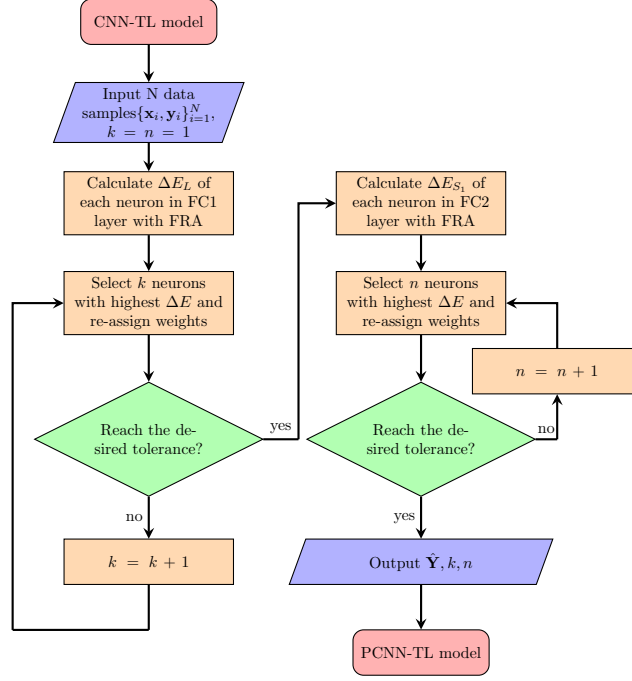 CNN-TL model
Input N data
samples{𝐱ᵢ, 𝐲ᵢ}ᵢ₌₁ᴺ,
k = n = 1
Calculate ΔE_L of
each neuron in FC1
layer with FRA
Select k neurons
with highest ΔE and
re-assign weights
Reach the de-
sired tolerance?
yes
no
k = k + 1
Calculate ΔE_{S₁} of
each neuron in FC2
layer with FRA
Select n neurons
with highest ΔE and
re-assign weights
n = n + 1
Reach the de-
sired tolerance?
no
yes
Output Ŷ, k, n
PCNN-TL model